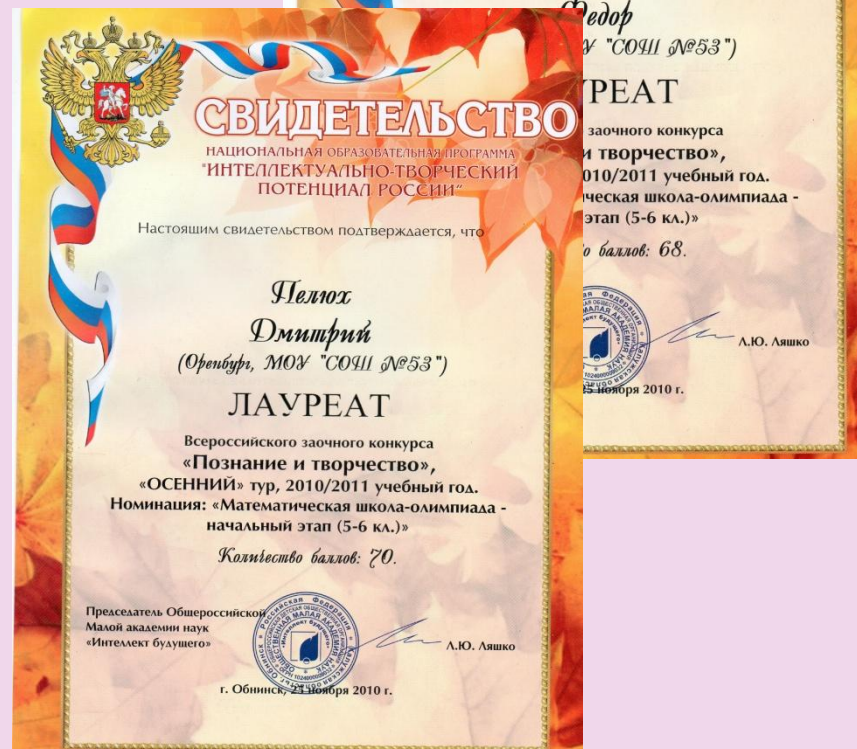 СВИДЕТЕЛЬСТВО
НАЦИОНАЛЬНАЯ ОБРАЗОВАТЕЛЬНАЯ ПРОГРАММА
"ИНТЕЛЛЕКТУАЛЬНО-ТВОРЧЕСКИЙ
ПОТЕНЦИАЛ РОССИИ"
Настоящим свидетельством подтверждается, что
Пелюх
Дмитрий
(Оренбург, МОУ "СОШ №53")
ЛАУРЕАТ
Всероссийского заочного конкурса
«Познание и творчество»,
«ОСЕННИЙ» тур, 2010/2011 учебный год.
Номинация: «Математическая школа-олимпиада -
начальный этап (5-6 кл.)»
Количество баллов: 70.
Председатель Общероссийской
Малой академии наук
«Интеллект будущего»
А.Ю. Ляшко
г. Обнинск, 25 ноября 2010 г.
Федор
"СОШ №53")
УРЕАТ
заочного конкурса
и творчество»,
010/2011 учебный год.
ическая школа-олимпиада -
этап (5-6 кл.)»
баллов: 68.
А.Ю. Ляшко
25 ноября 2010 г.